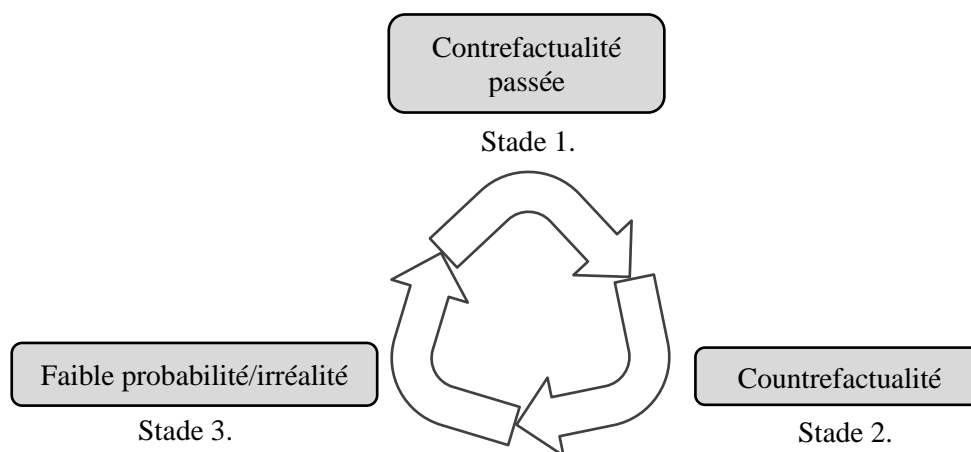 Contrefactualité
passée
Stade 1.
Faible probabilité/irréalité
Countrefactualité
Stade 3.
Stade 2.